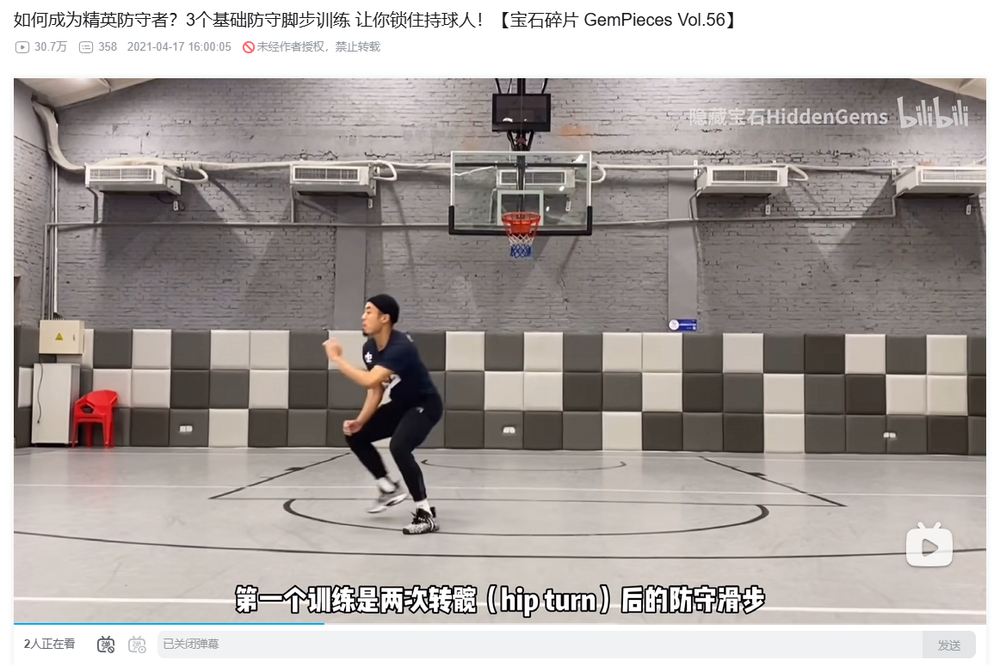 如何成为精英防守者？3个基础防守脚步训练 让你锁住持球人！【宝石碎片 GemPieces Vol.56】
30.7万 358 2021-04-17 16:00:05 未经作者授权，禁止转载
隐藏宝石HiddenGems bilibili
第一个训练是两次转髋（hip turn）后的防守滑步
2人正在看 弹 弹 已关闭弹幕 发送